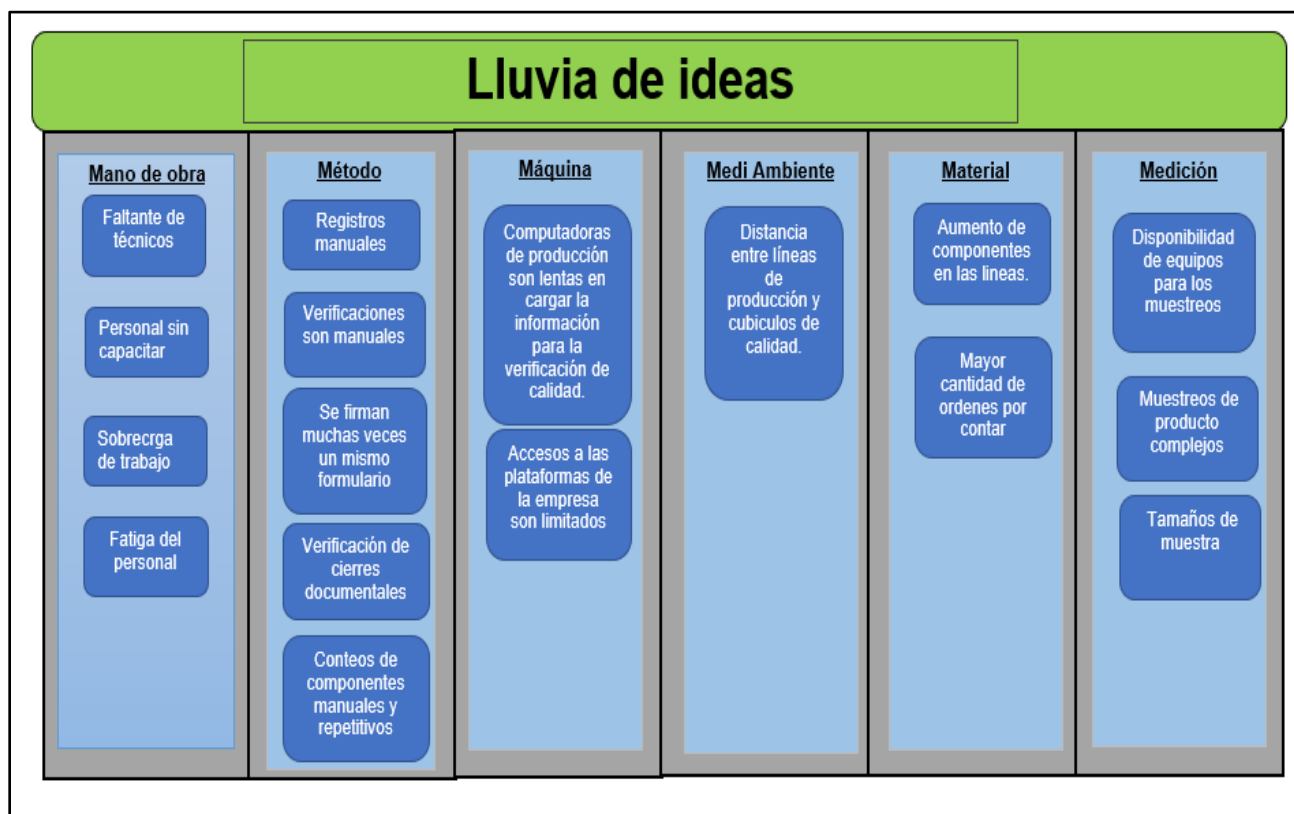 Lluvia de ideas
Mano de obra
Faltante de
técnicos
Personal sin
capacitar
Sobrecrga
de trabajo
Fatiga del
personal
Método
Registros
manuales
Verificaciones
son manuales
Se firman
muchas veces
un mismo
formulario
Verificación de
cierres
documentales
Conteos de
componentes
manuales y
repetitivos
Máquina
Computadoras
de producción
son lentas en
cargar la
información
para la
verificación de
calidad.
Accesos a las
plataformas de
la empresa
son limitados
Medi Ambiente
Distancia
entre líneas
de
producción y
cubiculos de
calidad.
Material
Aumento de
componentes
en las lineas.
Mayor
cantidad de
ordenes por
contar
Medición
Disponibilidad
de equipos
para los
muestreos
Muestreos de
producto
complejos
Tamaños de
muestra